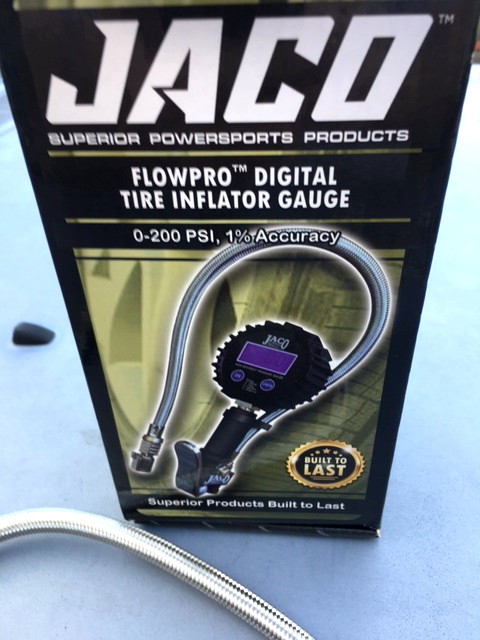 JACO™
SUPERIOR POWERSPORTS PRODUCTS
FLOWPRO™ DIGITAL
TIRE INFLATOR GAUGE
0-200 PSI, 1% Accuracy
JACO
JACO
BUILT TO
LAST
Superior Products Built to Last